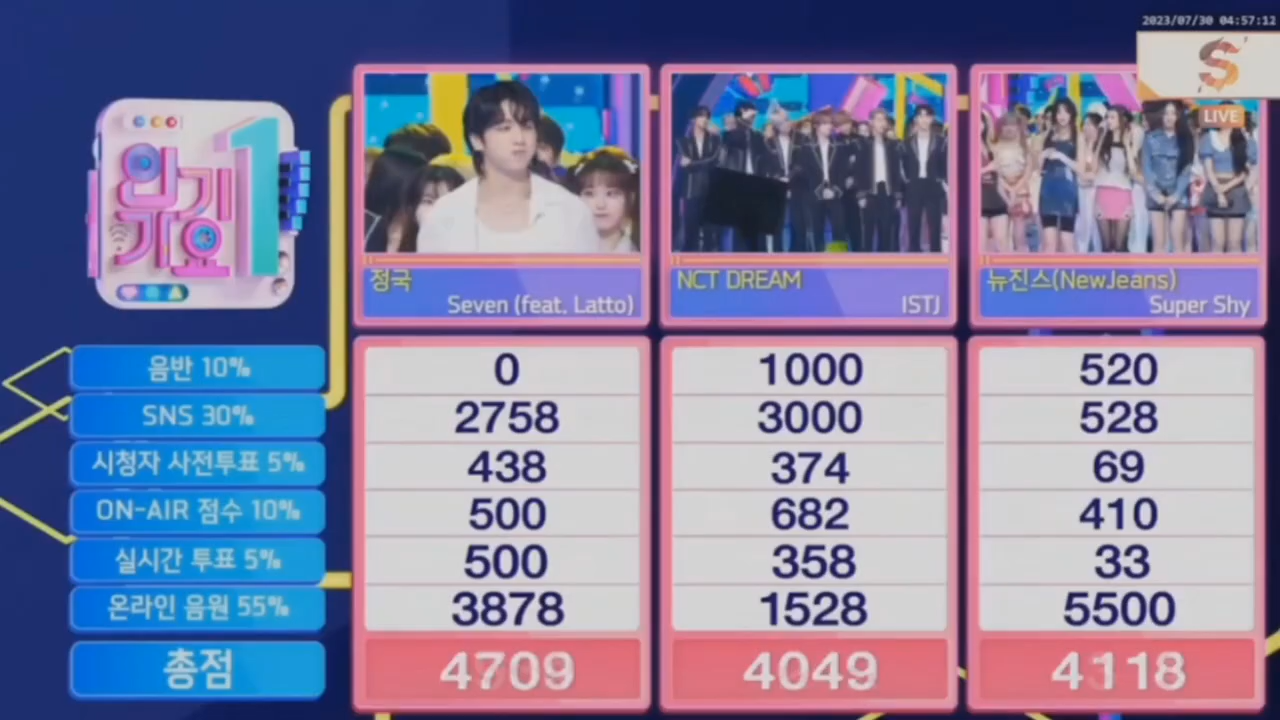 2023/07/30 04:57:12
S
LIVE
인기가요
1
정국
Seven (feat. Latto)
NCT DREAM
ISTJ
뉴진스(NewJeans)
Super Shy
음반 10% 0 1000 520
SNS 30% 2758 3000 528
시청자 사전투표 5% 438 374 69
ON-AIR 점수 10% 500 682 410
실시간 투표 5% 500 358 33
온라인 음원 55% 3878 1528 5500
총점 4709 4049 4118